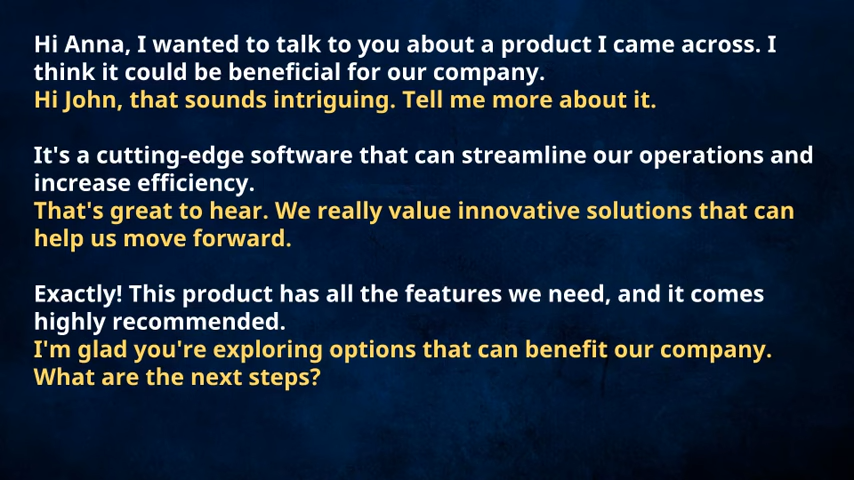 Hi Anna, I wanted to talk to you about a product I came across. I
think it could be beneficial for our company.
Hi John, that sounds intriguing. Tell me more about it.
It's a cutting-edge software that can streamline our operations and
increase efficiency.
That's great to hear. We really value innovative solutions that can
help us move forward.
Exactly! This product has all the features we need, and it comes
highly recommended.
I'm glad you're exploring options that can benefit our company.
What are the next steps?